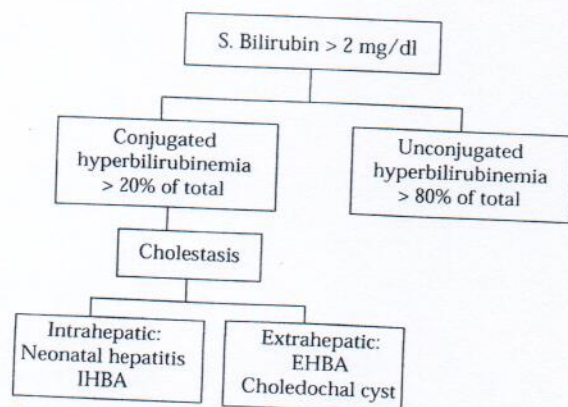 S. Bilirubin > 2 mg/dl
Conjugated
hyperbilirubinemia
> 20% of total
Unconjugated
hyperbilirubinemia
> 80% of total
Cholestasis
Intrahepatic:
Neonatal hepatitis
IHBA
Extrahepatic:
EHBA
Choledochal cyst